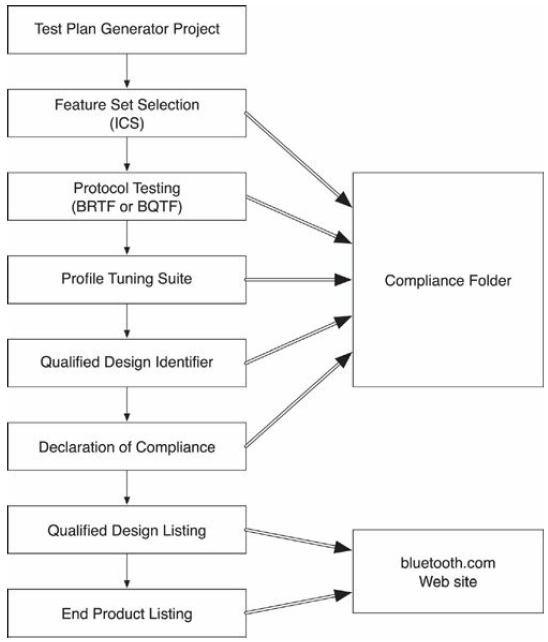 Test Plan Generator Project
Feature Set Selection
(ICS)
Protocol Testing
(BRTF or BQTF)
Profile Tuning Suite
Compliance Folder
Qualified Design Identifier
Declaration of Compliance
Qualified Design Listing
bluetooth.com
Web site
End Product Listing